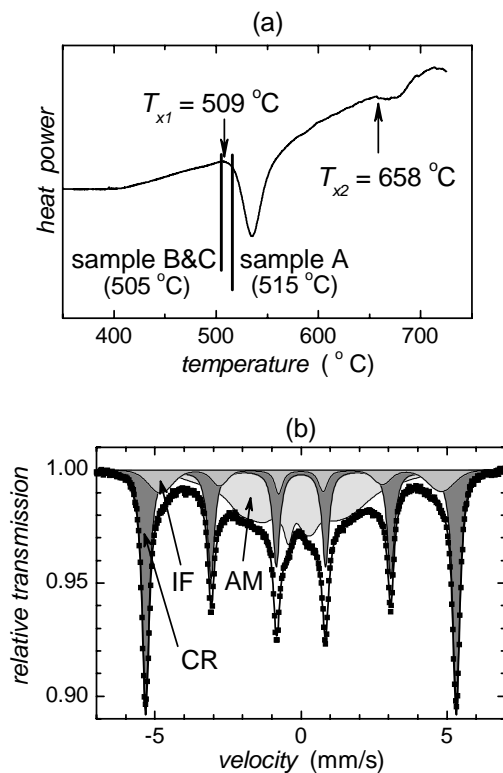 (a)
heat power
T_x1 = 509 °C
T_x2 = 658 °C
sample B&C
(505 °C)
sample A
(515 °C)
400 500 600 700
temperature ( °C)
(b)
relative transmission
1.00
0.95
0.90
IF
AM
CR
-5 0 5
velocity (mm/s)